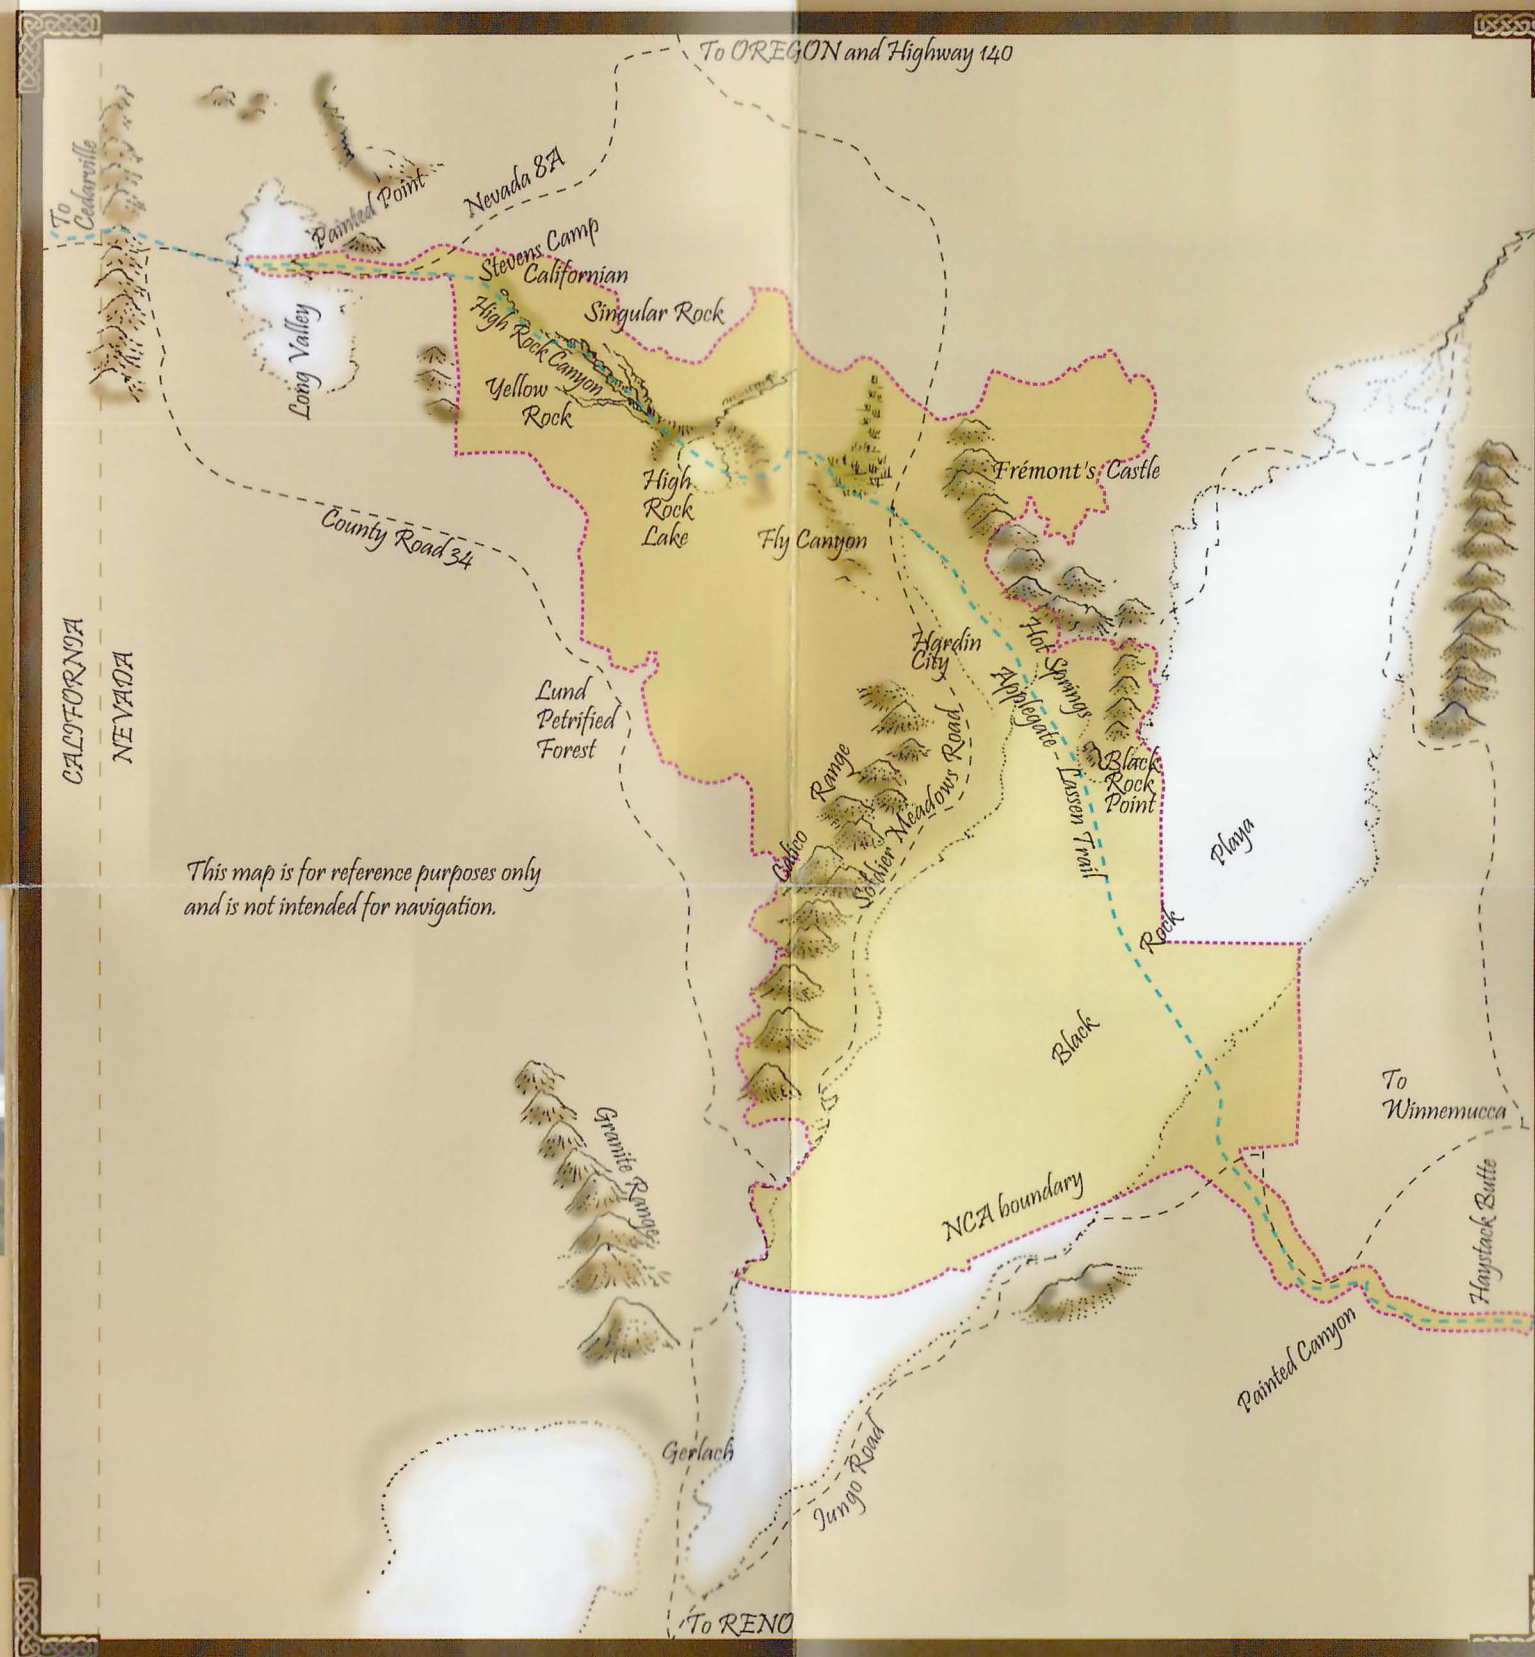 To OREGON and Highway 140
To
Cedarville
Nevada 8A
Painted Point
Stevens Camp
Californian
Singular Rock
High Rock Canyon
Long Valley
Yellow
Rock
High
Rock
Lake
Frémont's Castle
Fly Canyon
County Road 34
CALIFORNIA
NEVADA
Hardin
City
Hot Springs
Applegate - Lassen Trail
Lund
Petrified
Forest
Black
Rock
Point
Calico Range
Soldier Meadows Road
Playa
This map is for reference purposes only
and is not intended for navigation.
Rock
Black
To
Winnemucca
Granite Range
NCA boundary
Haystack Butte
Painted Canyon
Gerlach
Jungo Road
To RENO